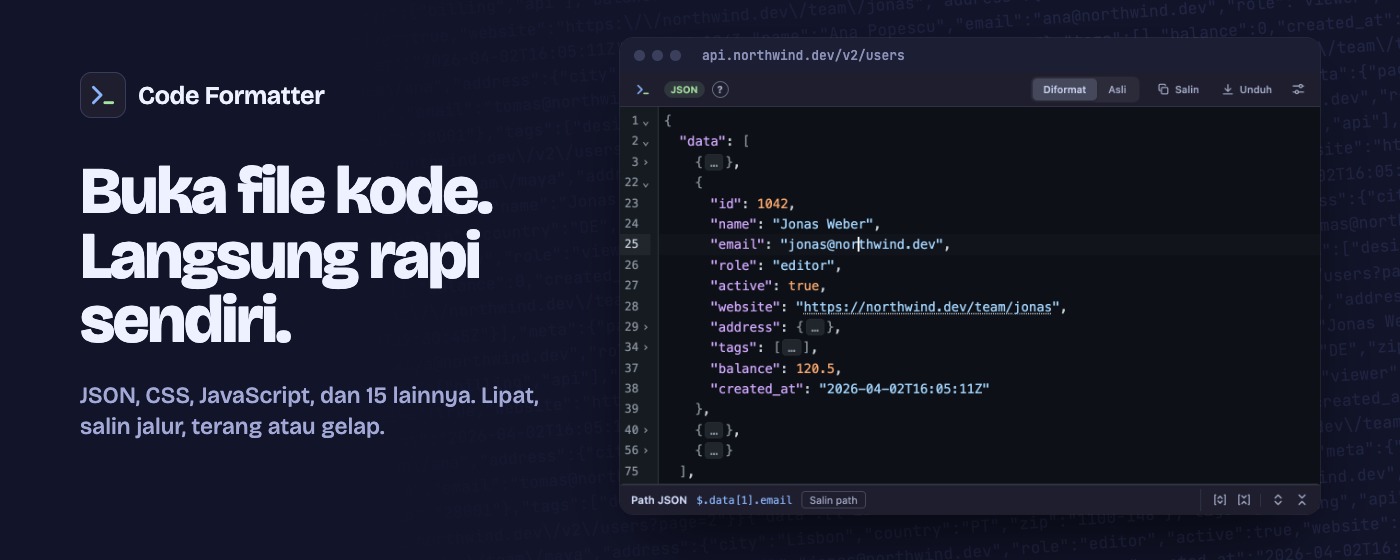 Code Formatter
Buka file kode.
Langsung rapi
sendiri.
JSON, CSS, JavaScript, dan 15 lainnya. Lipat,
salin jalur, terang atau gelap.
api.northwind.dev/v2/users
JSON ? Diformat Asli Salin Unduh
1 {
2 "data": [
3 {…},
22 {
23 "id": 1042,
24 "name": "Jonas Weber",
25 "email": "jonas@northwind.dev",
26 "role": "editor",
27 "active": true,
28 "website": "https://northwind.dev/team/jonas",
29 "address": {…},
34 "tags": […],
37 "balance": 120.5,
38 "created_at": "2026-04-02T16:05:11Z"
39 },
40 {…},
56 {…}
75 ],
Path JSON $.data[1].email Salin path